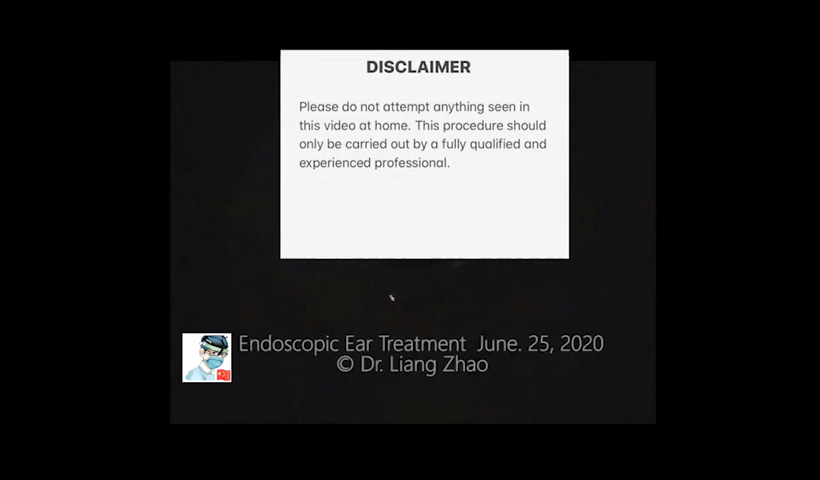 DISCLAIMER
Please do not attempt anything seen in
this video at home. This procedure should
only be carried out by a fully qualified and
experienced professional.
Endoscopic Ear Treatment June. 25, 2020
© Dr. Liang Zhao